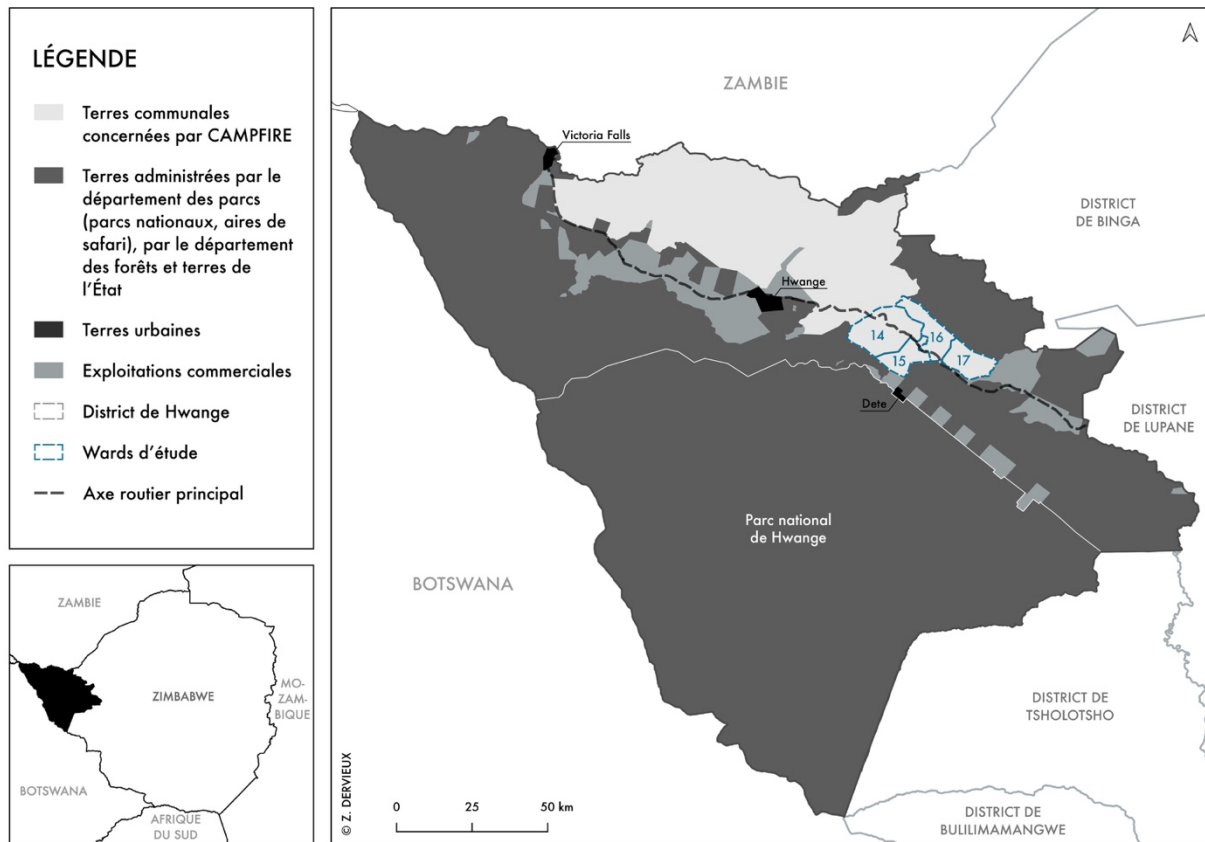 LÉGENDE
Terres communales
concernées par CAMPFIRE
Terres administrées par le
département des parcs
(parcs nationaux, aires de
safari), par le département
des forêts et terres de
l’État
Terres urbaines
Exploitations commerciales
District de Hwange
Wards d’étude
Axe routier principal
ZAMBIE
ZIMBABWE
MO-
ZAM-
BIQUE
BOTSWANA
AFRIQUE
DU SUD
ZAMBIE
Victoria Falls
DISTRICT
DE BINGA
Hwange
14
16
15
17
Dete
DISTRICT
DE LUPANE
Parc national
de Hwange
BOTSWANA
DISTRICT DE
TSHOLOTSHO
DISTRICT DE
BULILIMAMANGWE
0
25
50 km
© Z. DERVIEUX